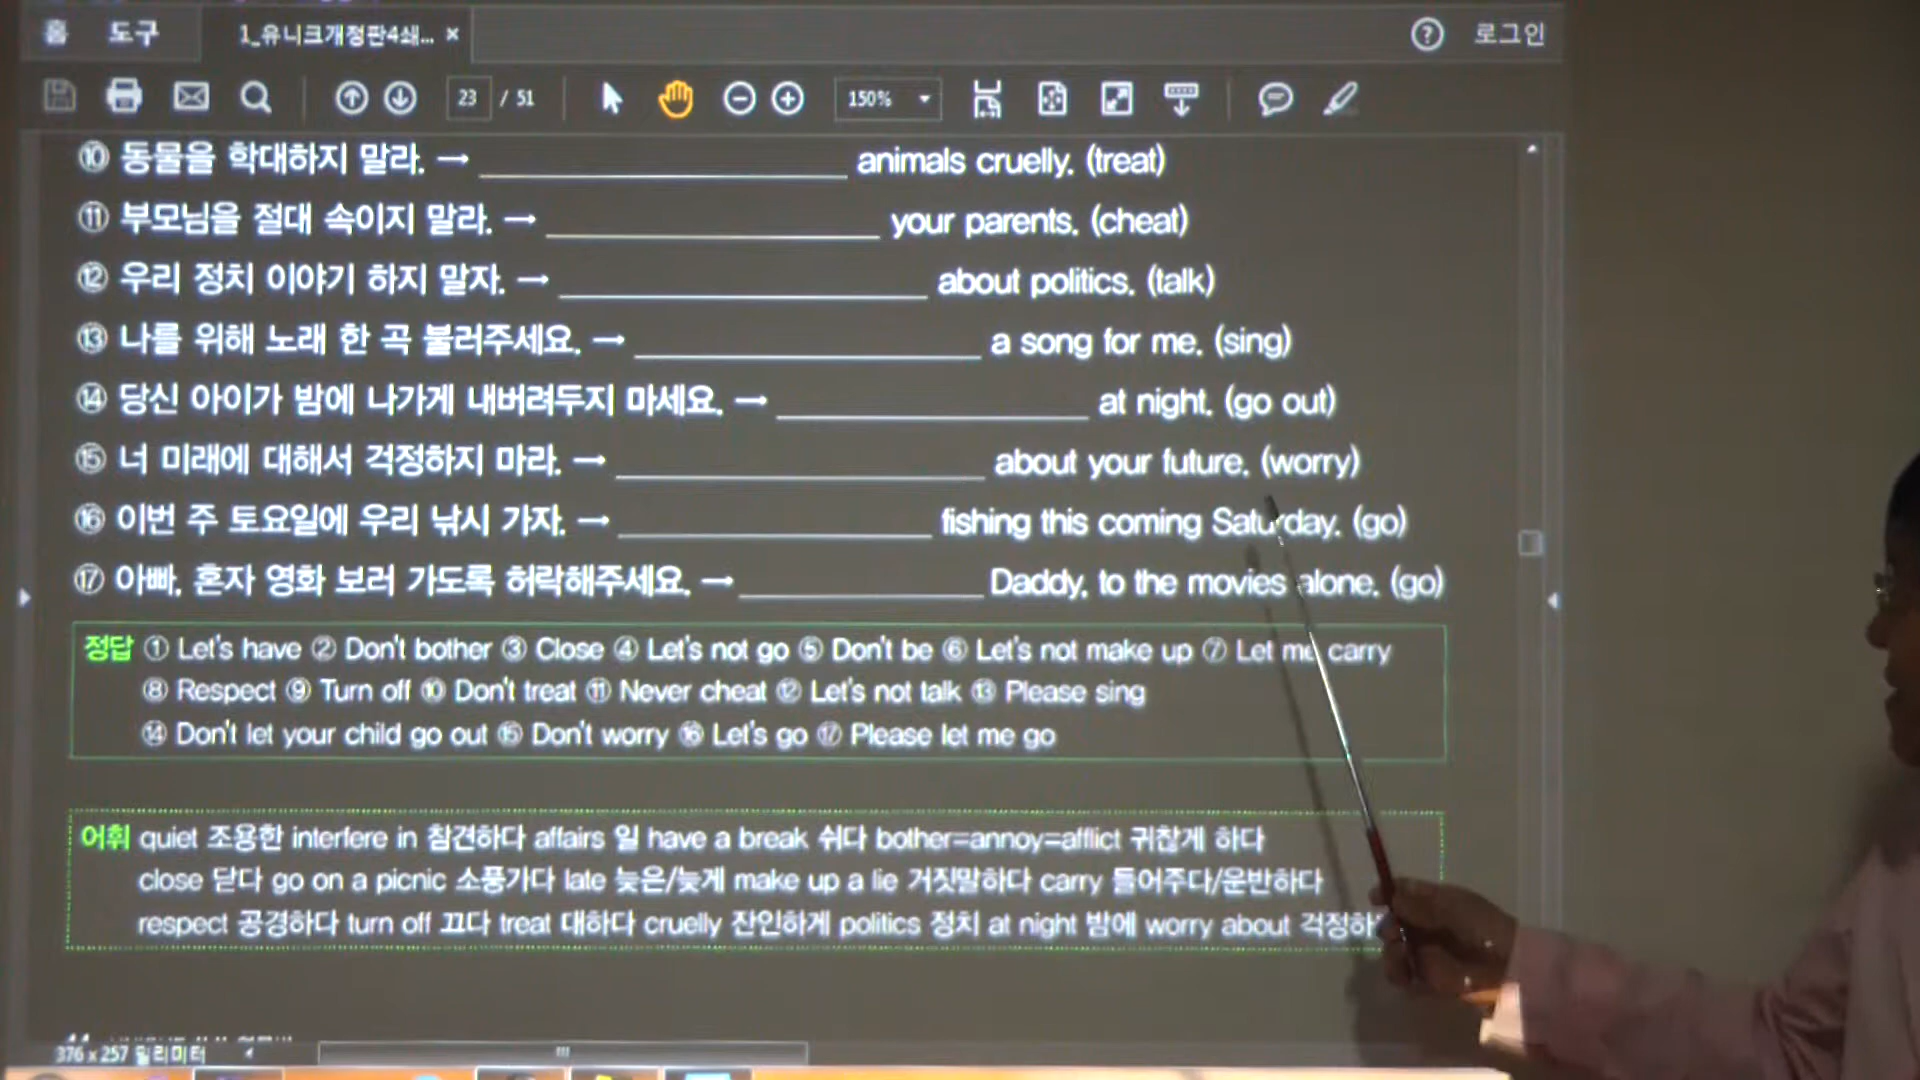 홈 도구 1_유니크개정판4쇄... × ? 로그인
23 / 51 150%
⑩ 동물을 학대하지 말라. → ____________ animals cruelly. (treat)
⑪ 부모님을 절대 속이지 말라. → ____________ your parents. (cheat)
⑫ 우리 정치 이야기 하지 말자. → ____________ about politics. (talk)
⑬ 나를 위해 노래 한 곡 불러주세요. → ____________ a song for me. (sing)
⑭ 당신 아이가 밤에 나가게 내버려두지 마세요. → ____________ at night. (go out)
⑮ 너 미래에 대해서 걱정하지 마라. → ____________ about your future. (worry)
⑯ 이번 주 토요일에 우리 낚시 가자. → ____________ fishing this coming Saturday. (go)
⑰ 아빠, 혼자 영화 보러 가도록 허락해주세요. → ____________ Daddy, to the movies alone. (go)
정답 ① Let's have ② Don't bother ③ Close ④ Let's not go ⑤ Don't be ⑥ Let's not make up ⑦ Let me carry
⑧ Respect ⑨ Turn off ⑩ Don't treat ⑪ Never cheat ⑫ Let's not talk ⑬ Please sing
⑭ Don't let your child go out ⑮ Don't worry ⑯ Let's go ⑰ Please let me go
어휘 quiet 조용한 interfere in 참견하다 affairs 일 have a break 쉬다 bother=annoy=afflict 귀찮게 하다
close 닫다 go on a picnic 소풍가다 late 늦은/늦게 make up a lie 거짓말하다 carry 들어주다/운반하다
respect 공경하다 turn off 끄다 treat 대하다 cruelly 잔인하게 politics 정치 at night 밤에 worry about 걱정하
376 x 257 밀리미터